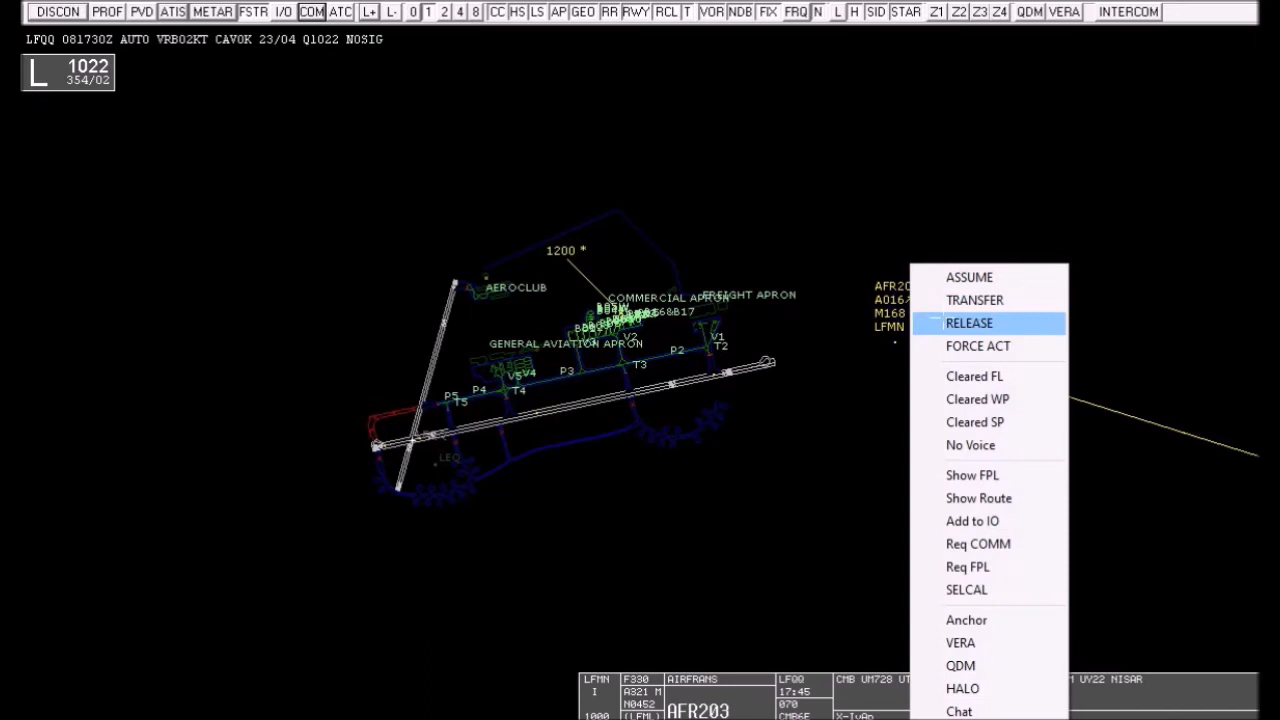 DISCON PROF PVD ATIS METAR FSTR I/O COM ATC L+ L- 0 1 2 4 8 CC HS LS AP GEO RR RWY RCL T VOR NDB FIX FRQ N L H SID STAR Z1 Z2 Z3 Z4 QDM VERA INTERCOM
LFQQ 081730Z AUTO VRB02KT CAVOK 23/04 Q1022 NOSIG
L 1022
354/02
1200 *
AEROCLUB
COMMERCIAL APRON
FREIGHT APRON
GENERAL AVIATION APRON
V2
V1
T2
P2
T3
P3
V5 V4
T4
P4
P5
T5
LEQ
AFR20
A016
M168
LFMN
ASSUME
TRANSFER
RELEASE
FORCE ACT
Cleared FL
Cleared WP
Cleared SP
No Voice
Show FPL
Show Route
Add to IO
Req COMM
Req FPL
SELCAL
Anchor
VERA
QDM
HALO
Chat
LFMN F330 AIRFRANS LFQQ CMB UM728 UT
UV22 NISAR
I A321 M 17:45
N0452 AFR203 070
1000 (LFML) CMB6E X-IvAp